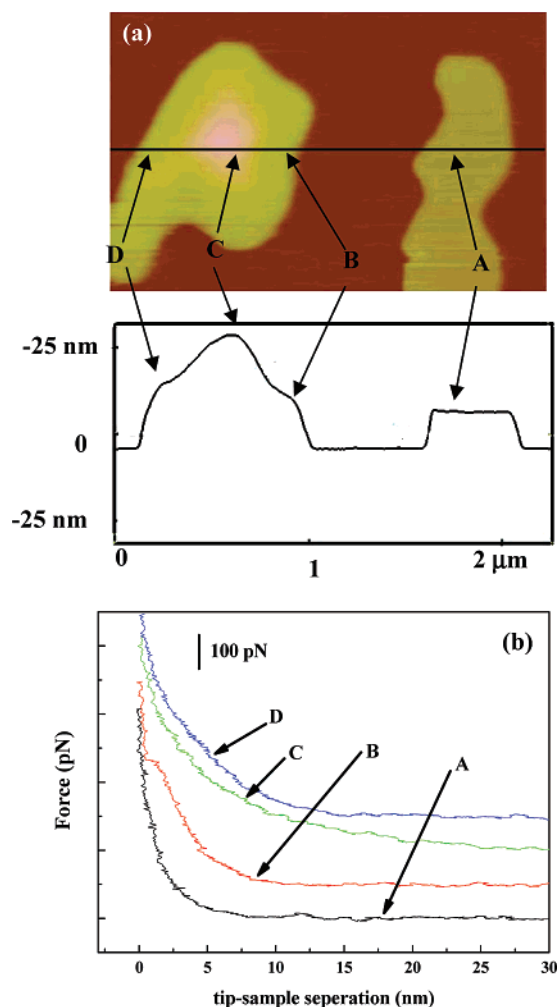 (a)
D
C
B
A
-25 nm
0
-25 nm
0
1
2 μm
(b)
100 pN
D
C
B
A
Force (pN)
0
5
10
15
20
25
30
tip-sample seperation (nm)